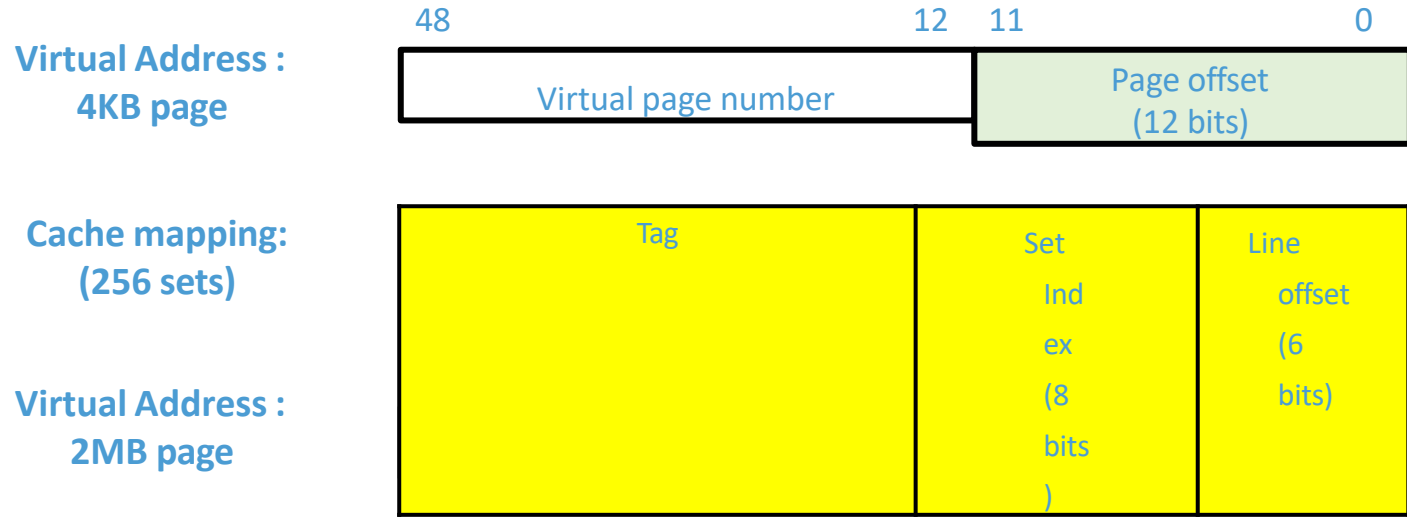 48 12 11 0
Virtual Address :
4KB page
Virtual page number
Page offset
(12 bits)
Cache mapping:
(256 sets)
Tag
Set
Ind
ex
(8
bits
)
Line
offset
(6
bits)
Virtual Address :
2MB page